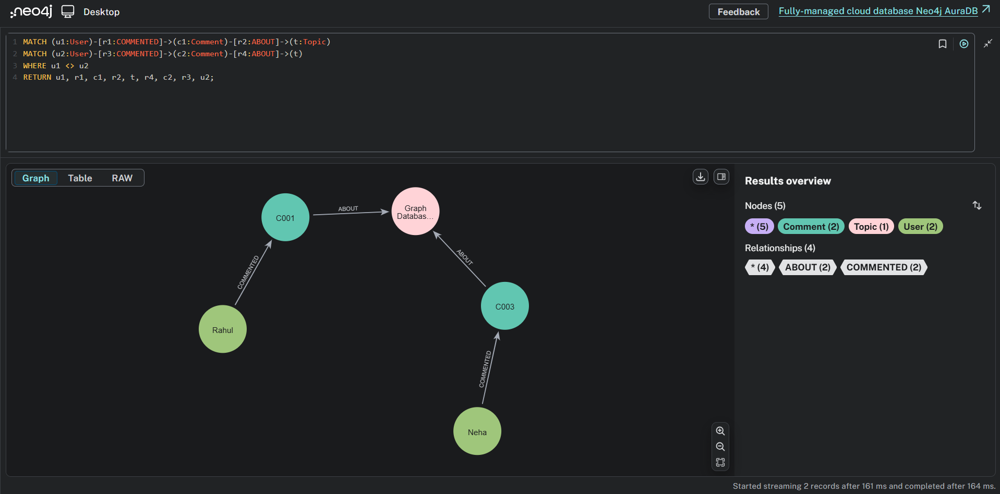 neo4j Desktop Feedback Fully-managed cloud database Neo4j AuraDB
1 MATCH (u1:User)-[r1:COMMENTED]->(c1:Comment)-[r2:ABOUT]->(t:Topic)
2 MATCH (u2:User)-[r3:COMMENTED]->(c2:Comment)-[r4:ABOUT]->(t)
3 WHERE u1 <> u2
4 RETURN u1, r1, c1, r2, t, r4, c2, r3, u2;
Graph Table RAW
C001
ABOUT
Graph
Databas...
COMMENTED
ABOUT
Rahul
C003
COMMENTED
Neha
Results overview
Nodes (5)
* (5) Comment (2) Topic (1) User (2)
Relationships (4)
* (4) ABOUT (2) COMMENTED (2)
Started streaming 2 records after 161 ms and completed after 164 ms.